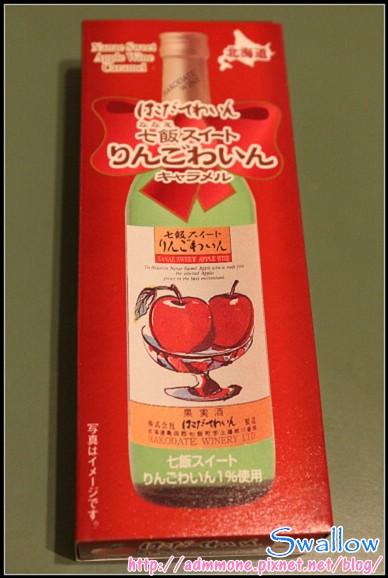 Nanae Sweet
Apple Wine
Caramel
北海道
HAKODATE
WINE
はこだてわいん
ななえ
七飯スイート
りんごわいん
キャラメル
七飯スイート
りんごわいん
NANAE SWEET APPLE WINE
果実酒
株式会社 はこだてわいん 製造
HAKODATE WINERY LTD
七飯スイート
りんごわいん1%使用
写真はイメージです。
Swallow
http://admmone.pixnet.net/blog/